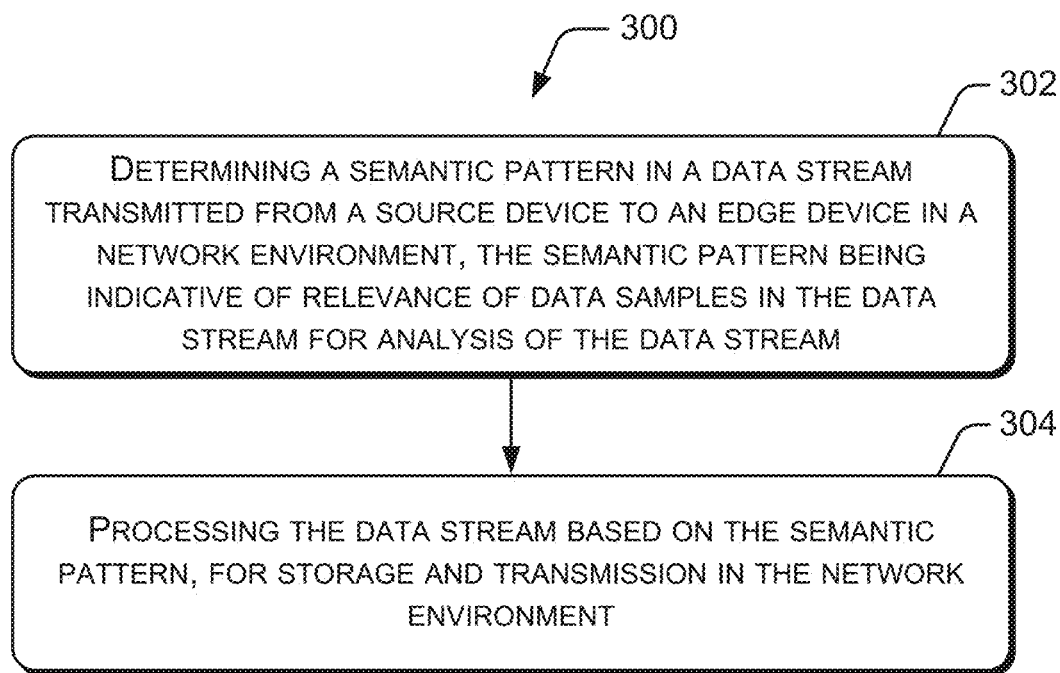 300
302
DETERMINING A SEMANTIC PATTERN IN A DATA STREAM
TRANSMITTED FROM A SOURCE DEVICE TO AN EDGE DEVICE IN A
NETWORK ENVIRONMENT, THE SEMANTIC PATTERN BEING
INDICATIVE OF RELEVANCE OF DATA SAMPLES IN THE DATA
STREAM FOR ANALYSIS OF THE DATA STREAM
304
PROCESSING THE DATA STREAM BASED ON THE SEMANTIC
PATTERN, FOR STORAGE AND TRANSMISSION IN THE NETWORK
ENVIRONMENT